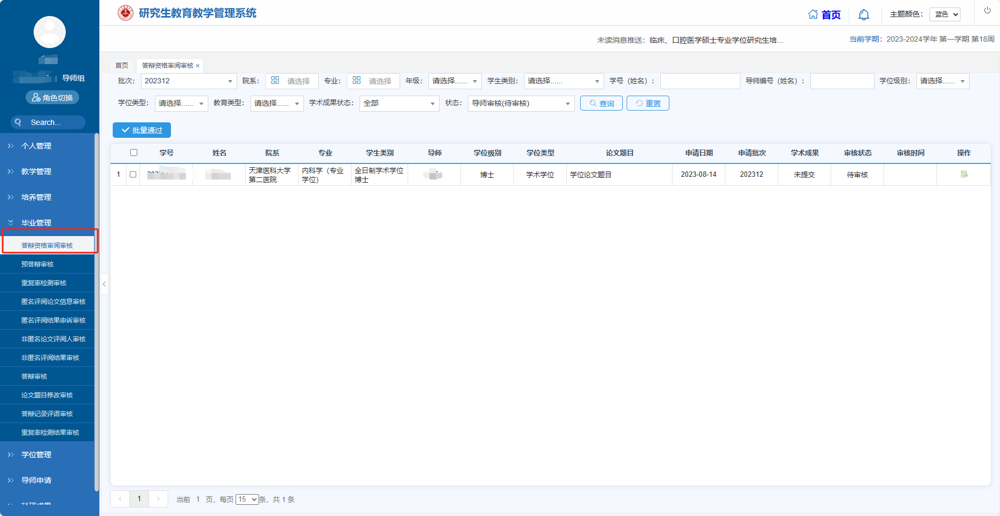 研究生教育教学管理系统
首页
主题颜色：
蓝色
未读消息推送：临床、口腔医学硕士专业学位研究生培...
当前学期：2023-2024学年 第一学期 第18周
导师组
角色切换
Search...
个人管理
教学管理
培养管理
毕业管理
答辩资格审阅审核
预答辩审核
重复率检测审核
匿名评阅论文信息审核
匿名评阅结果申诉审核
非匿名论文评阅人审核
非匿名评阅结果审核
答辩审核
论文题目修改审核
答辩记录评语审核
重复率检测结果审核
学位管理
导师申请
科研成果
首页 答辩资格审阅审核 ×
批次： 202312 院系： 请选择 专业： 请选择 年级： 请选择...... 学生类别： 请选择...... 学号（姓名）： 导师编号（姓名）： 学位级别： 请选择......
学位类型： 请选择...... 教育类型： 请选择...... 学术成果状态： 全部 状态： 导师审核(待审核) 查询 重置
批量通过
学号 姓名 院系 专业 学生类别 导师 学位级别 学位类型 论文题目 申请日期 申请批次 学术成果 审核状态 审核时间 操作
1 天津医科大学第二医院 内科学（专业学位） 全日制学术学位博士 博士 学术学位 学位论文题目 2023-08-14 202312 未提交 待审核
< 1 > 当前 1 页，每页 15 条，共 1 条